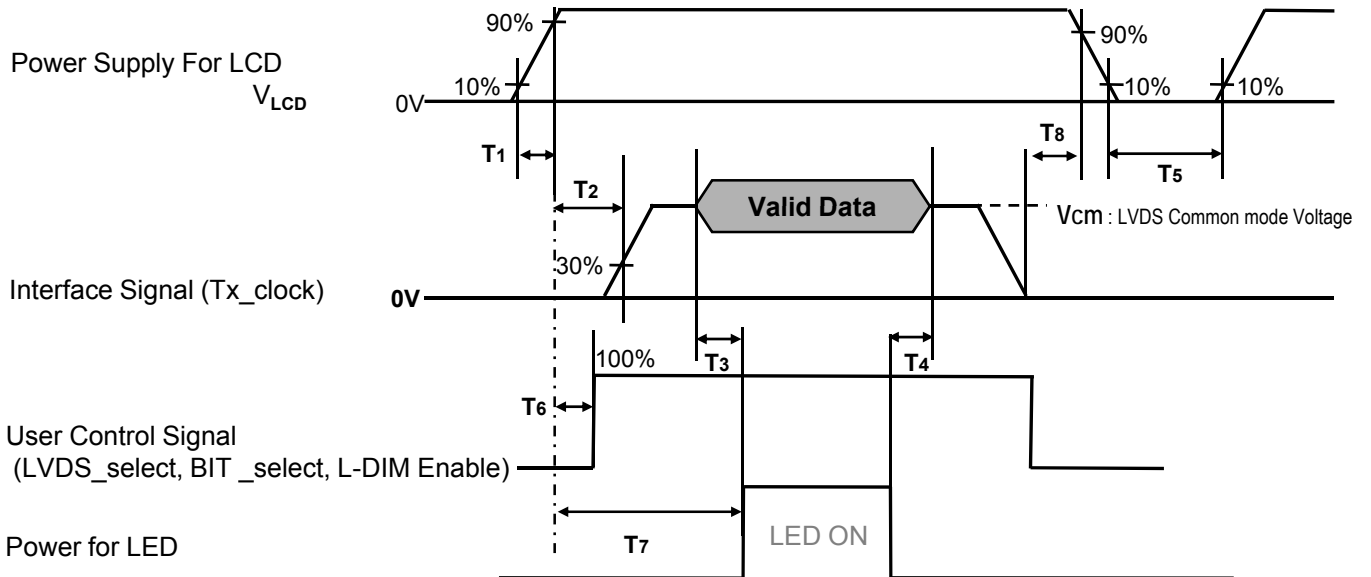 90%
90%
Power Supply For LCD
VLCD
10%
10%
10%
0V
T1
T8
T5
T2
Valid Data
Vcm : LVDS Common mode Voltage
30%
Interface Signal (Tx_clock)
0V
100%
T3
T4
T6
User Control Signal
(LVDS_select, BIT _select, L-DIM Enable)
T7
LED ON
Power for LED